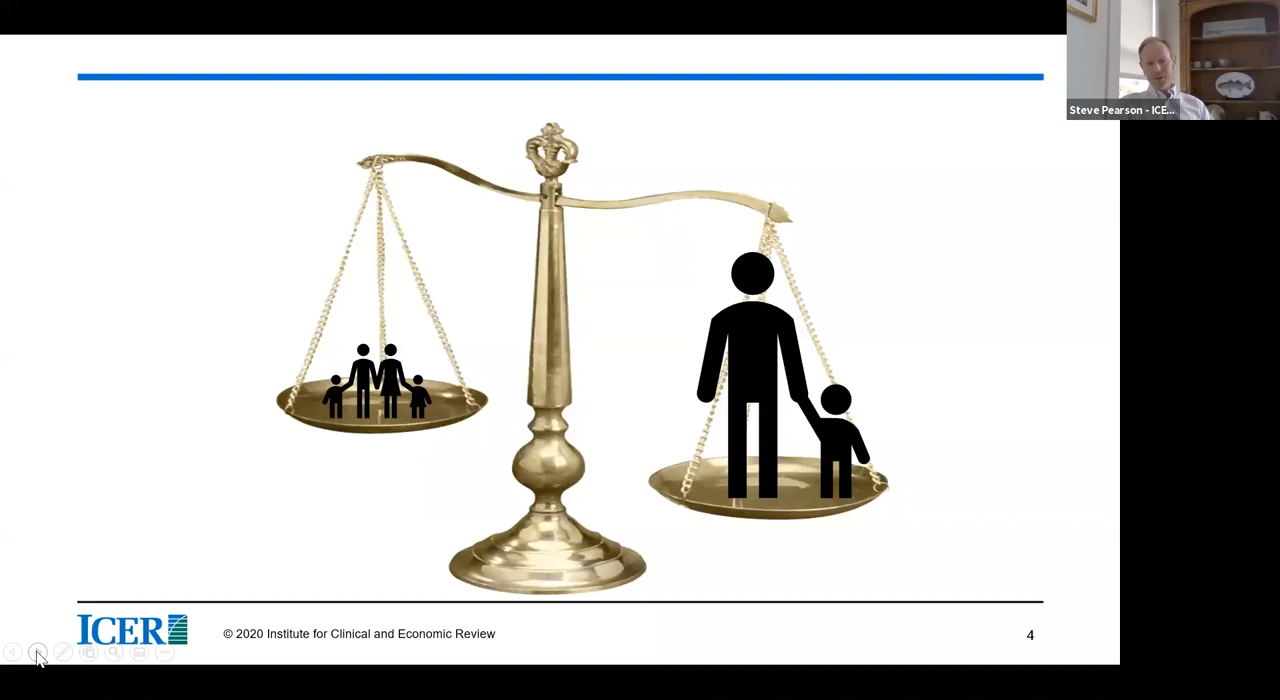 Steve Pearson - ICE...
ICER
© 2020 Institute for Clinical and Economic Review
4